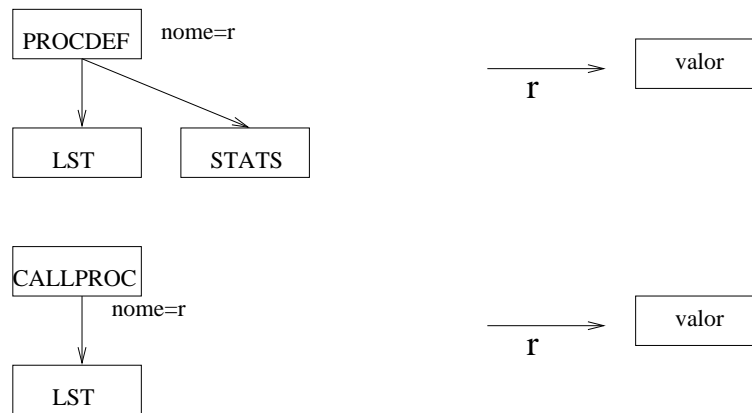 PROCDEF
nome=r
valor
r
LST
STATS
CALLPROC
nome=r
valor
r
LST